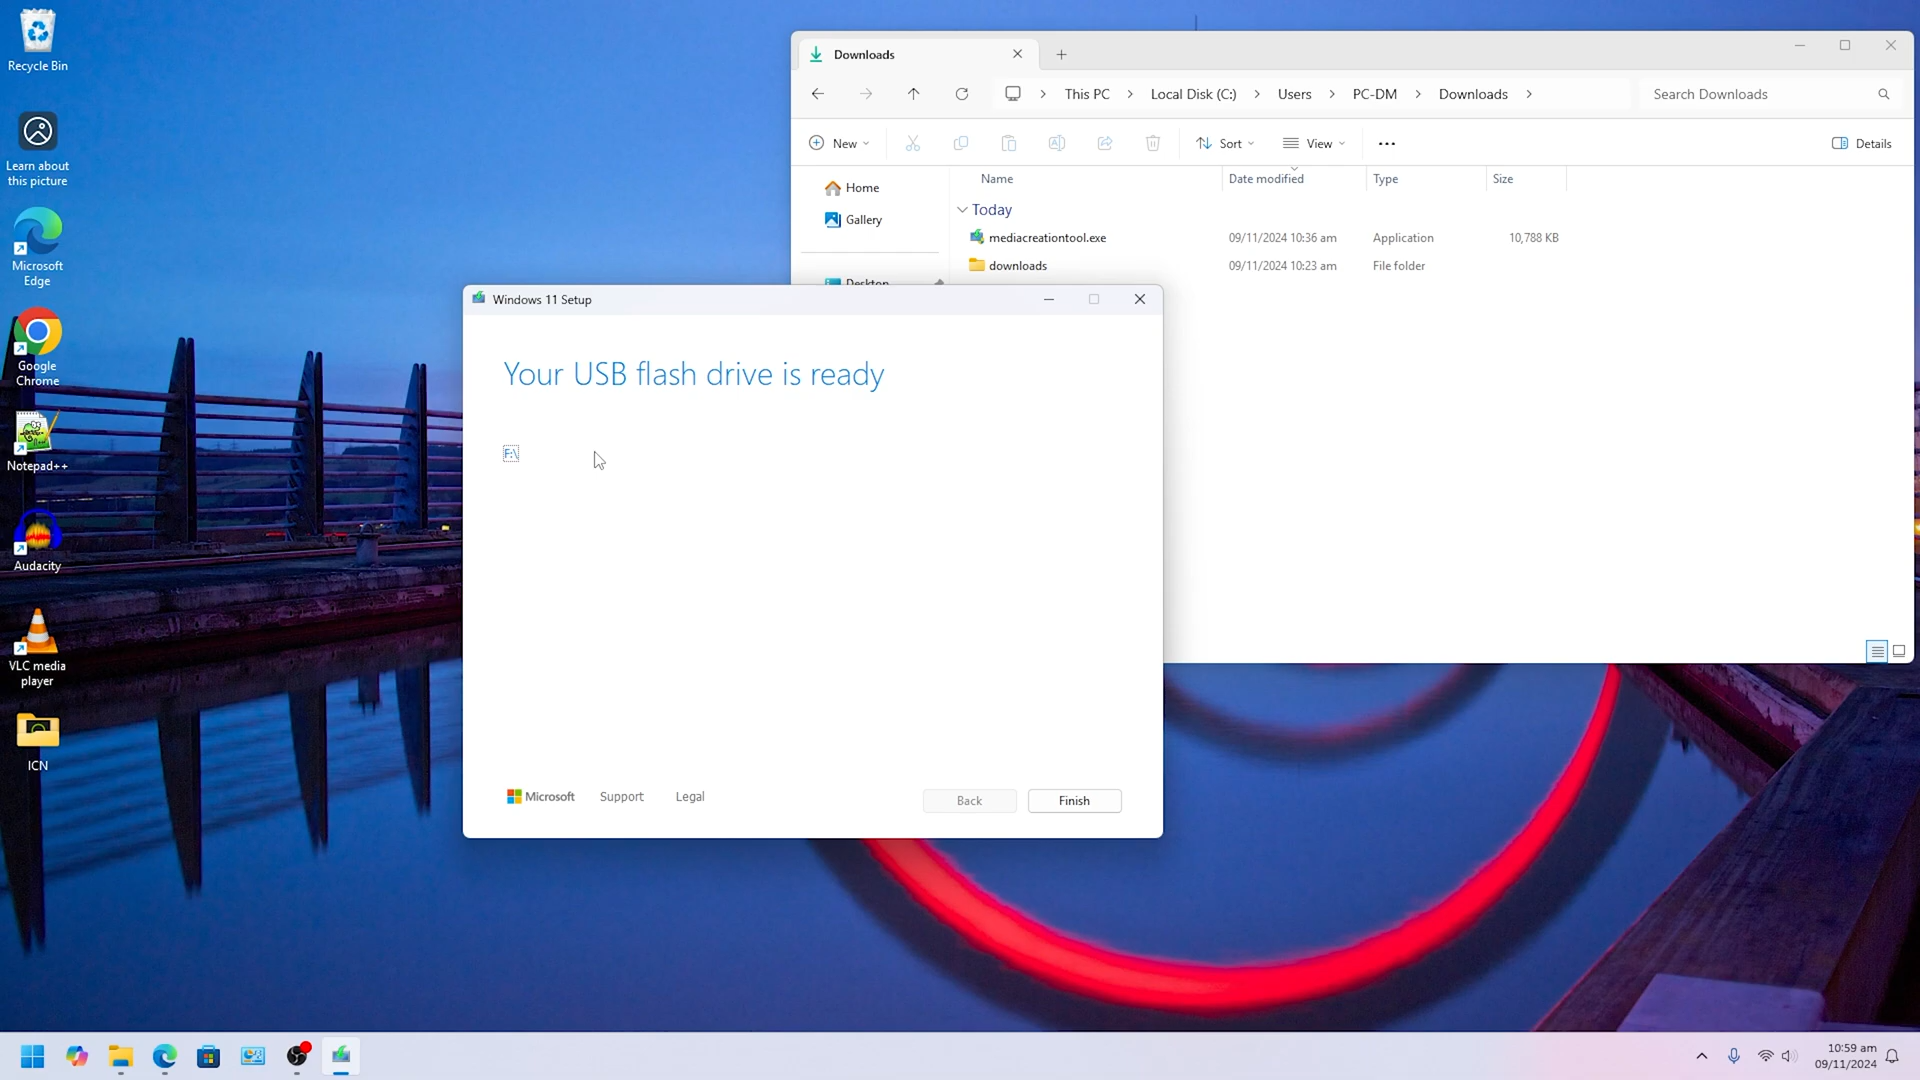 Recycle Bin
Learn about
this picture
Microsoft
Edge
Google
Chrome
Notepad++
Audacity
VLC media
player
ICN
Downloads
This PC
Local Disk (C:)
Users
PC-DM
Downloads
Search Downloads
New
Sort
View
Details
Name
Date modified
Type
Size
Home
Gallery
Desktop
Today
mediacreationtool.exe
09/11/2024 10:36 am
Application
10,788 KB
downloads
09/11/2024 10:23 am
File folder
Windows 11 Setup
Your USB flash drive is ready
F:\
Microsoft
Support
Legal
Back
Finish
10:59 am
09/11/2024